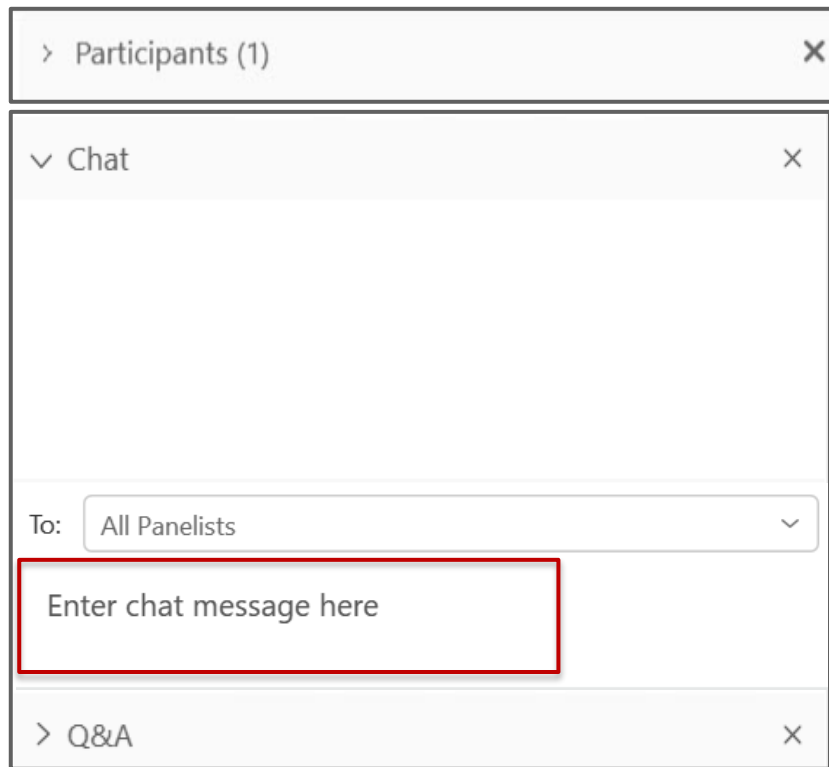 Participants (1)
Chat
To: All Panelists
Enter chat message here
Q&A